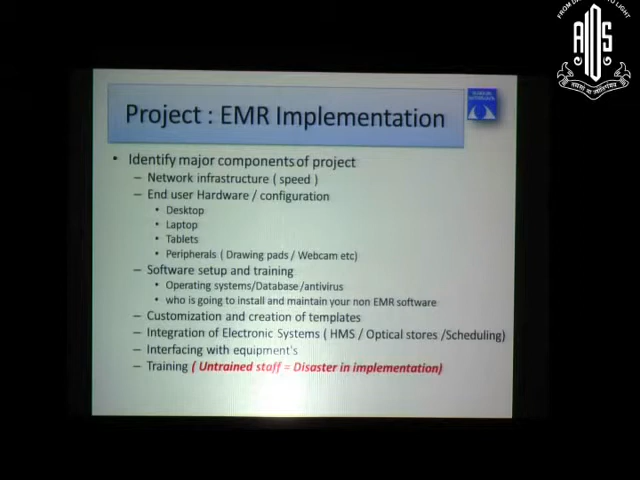 AIOS
Project : EMR Implementation
• Identify major components of project
– Network infrastructure ( speed )
– End user Hardware / configuration
• Desktop
• Laptop
• Tablets
• Peripherals ( Drawing pads / Webcam etc)
– Software setup and training
• Operating systems/Database/antivirus
• who is going to install and maintain your non EMR software
– Customization and creation of templates
– Integration of Electronic Systems ( HMS / Optical stores /Scheduling)
– Interfacing with equipment's
– Training ( Untrained staff = Disaster in implementation)